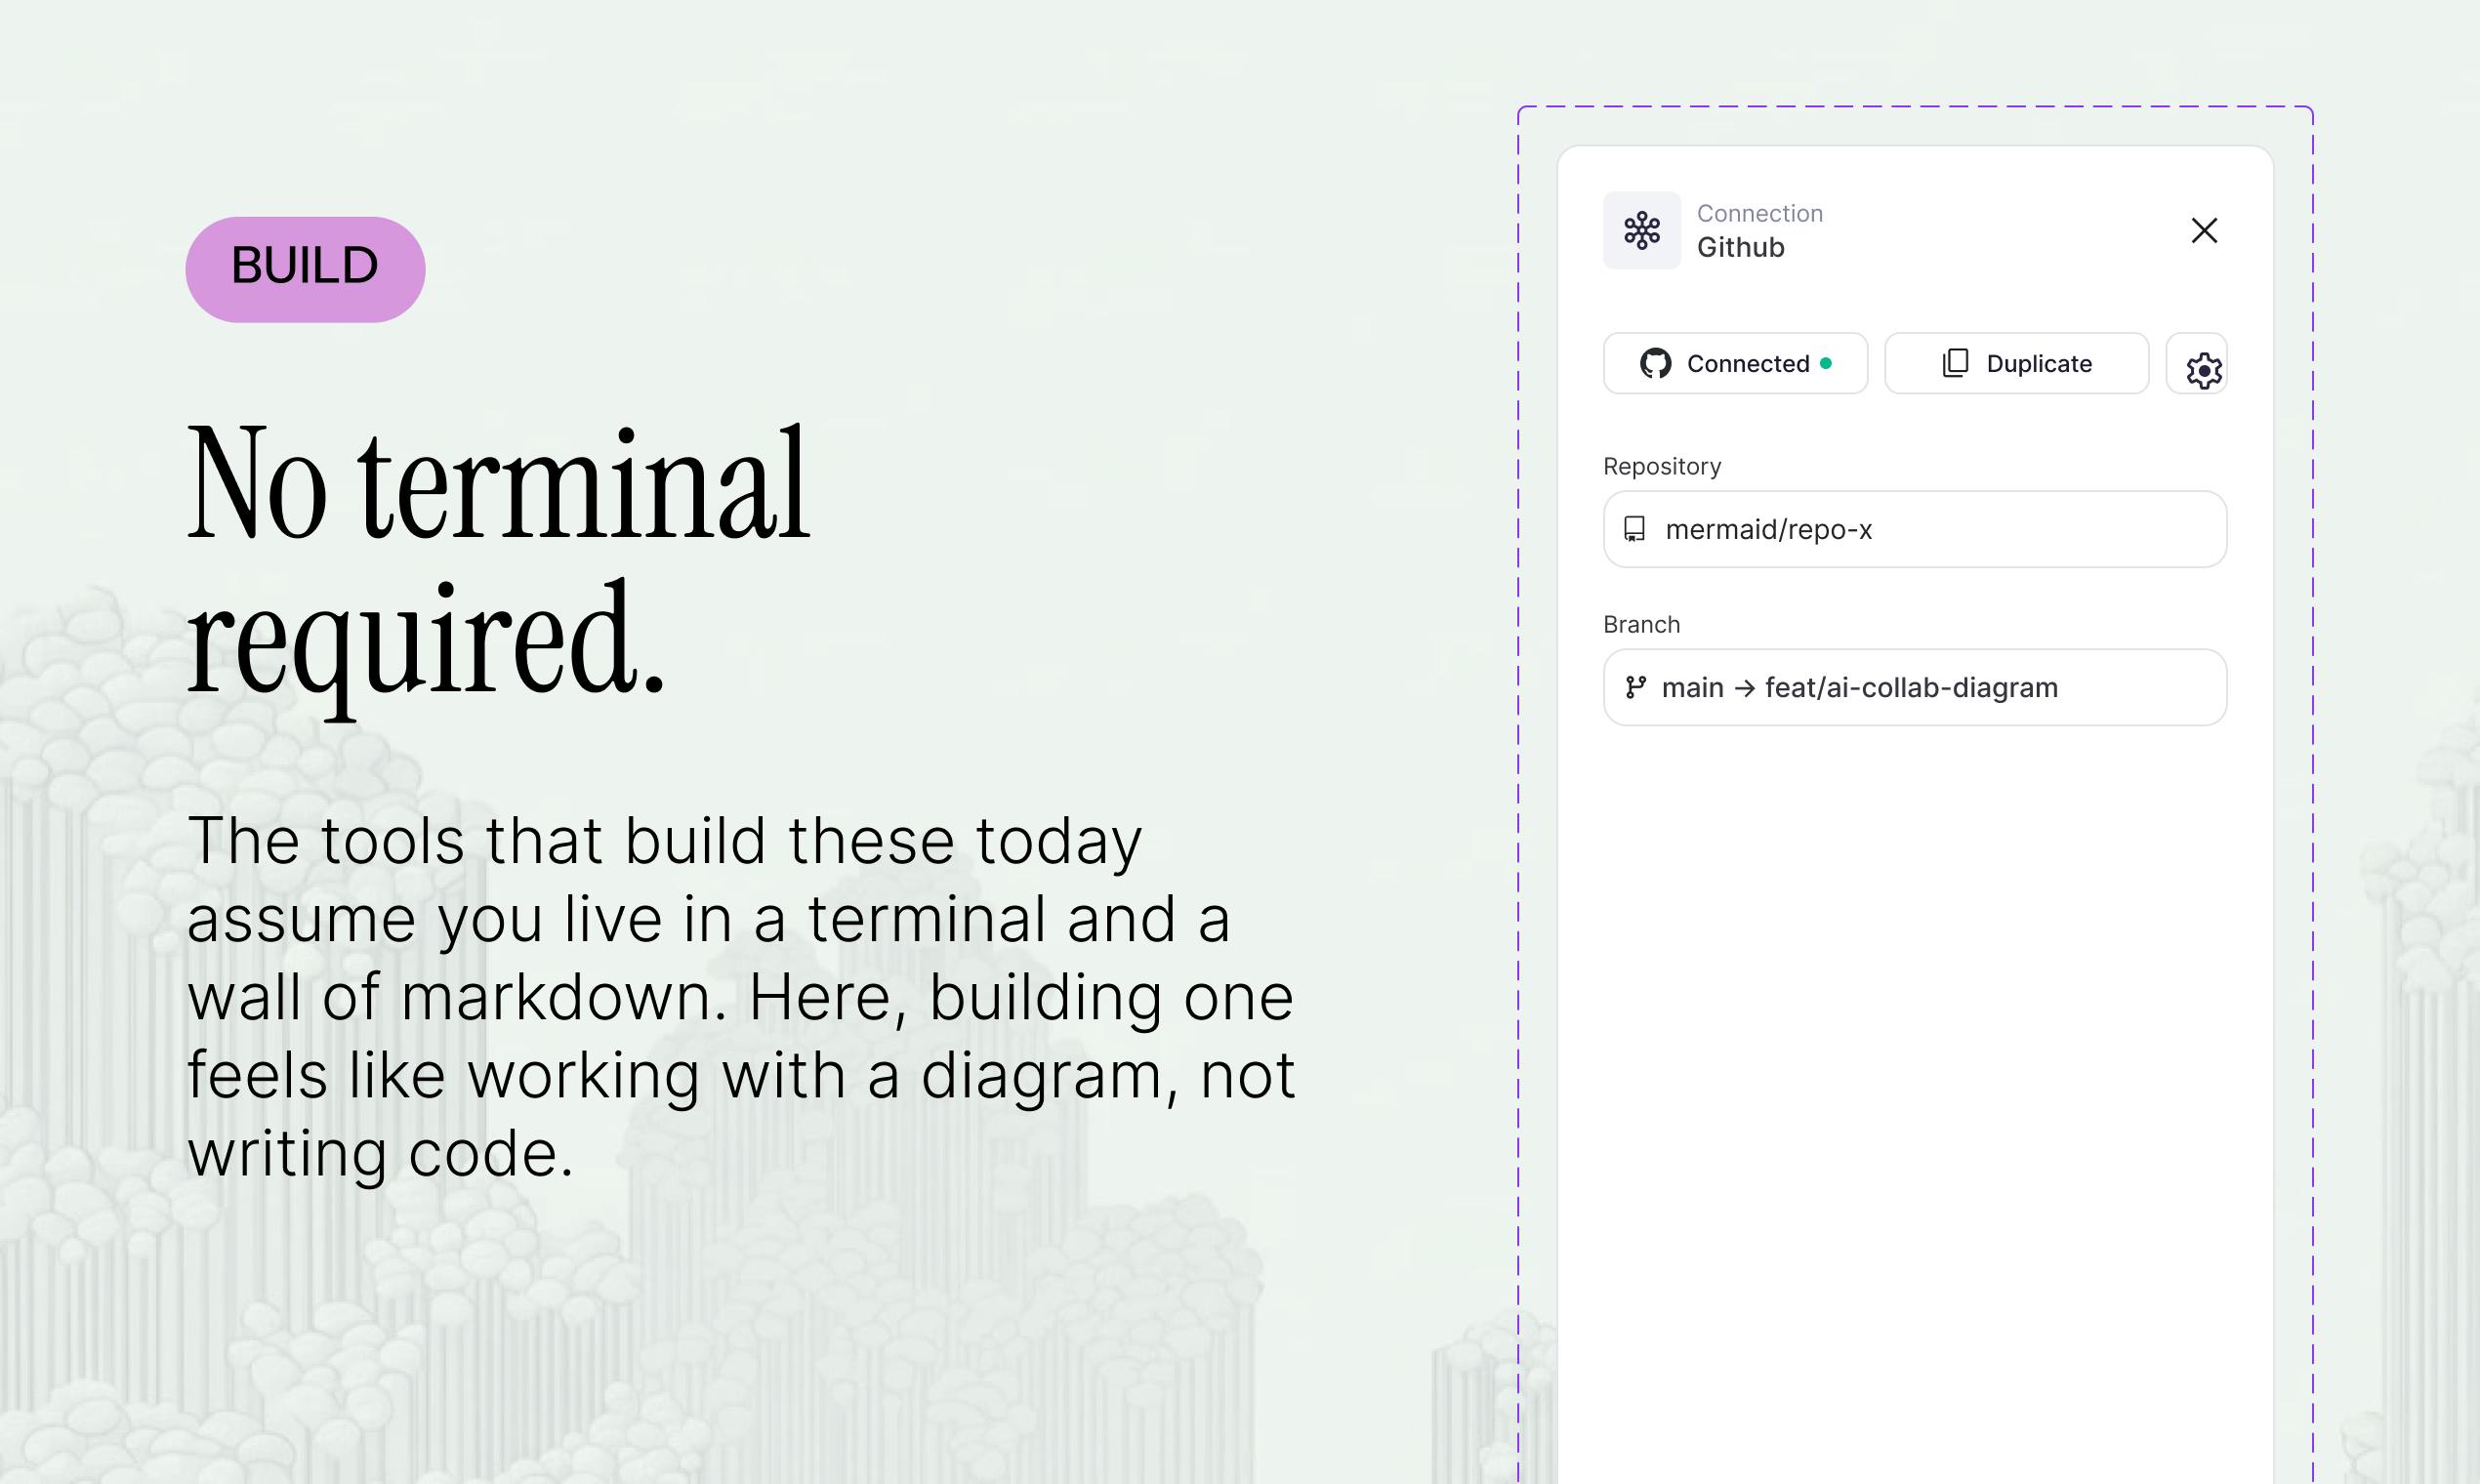 BUILD
No terminal
required.
The tools that build these today
assume you live in a terminal and a
wall of markdown. Here, building one
feels like working with a diagram, not
writing code.
Connection
Github
Connected
Duplicate
Repository
mermaid/repo-x
Branch
main → feat/ai-collab-diagram